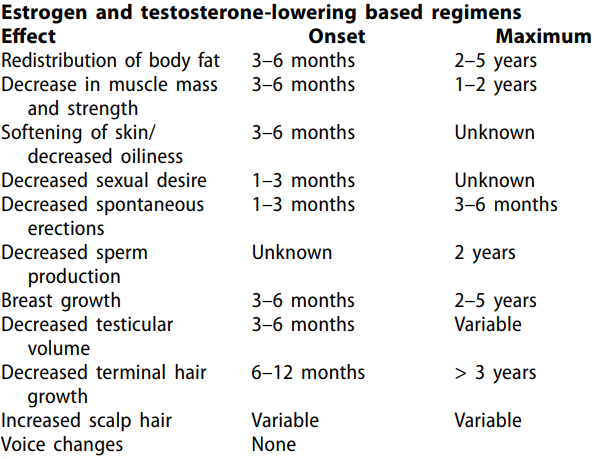 Estrogen and testosterone-lowering based regimens
Effect Onset Maximum
Redistribution of body fat 3–6 months 2–5 years
Decrease in muscle mass 3–6 months 1–2 years
and strength
Softening of skin/ 3–6 months Unknown
decreased oiliness
Decreased sexual desire 1–3 months Unknown
Decreased spontaneous 1–3 months 3–6 months
erections
Decreased sperm Unknown 2 years
production
Breast growth 3–6 months 2–5 years
Decreased testicular 3–6 months Variable
volume
Decreased terminal hair 6–12 months > 3 years
growth
Increased scalp hair Variable Variable
Voice changes None